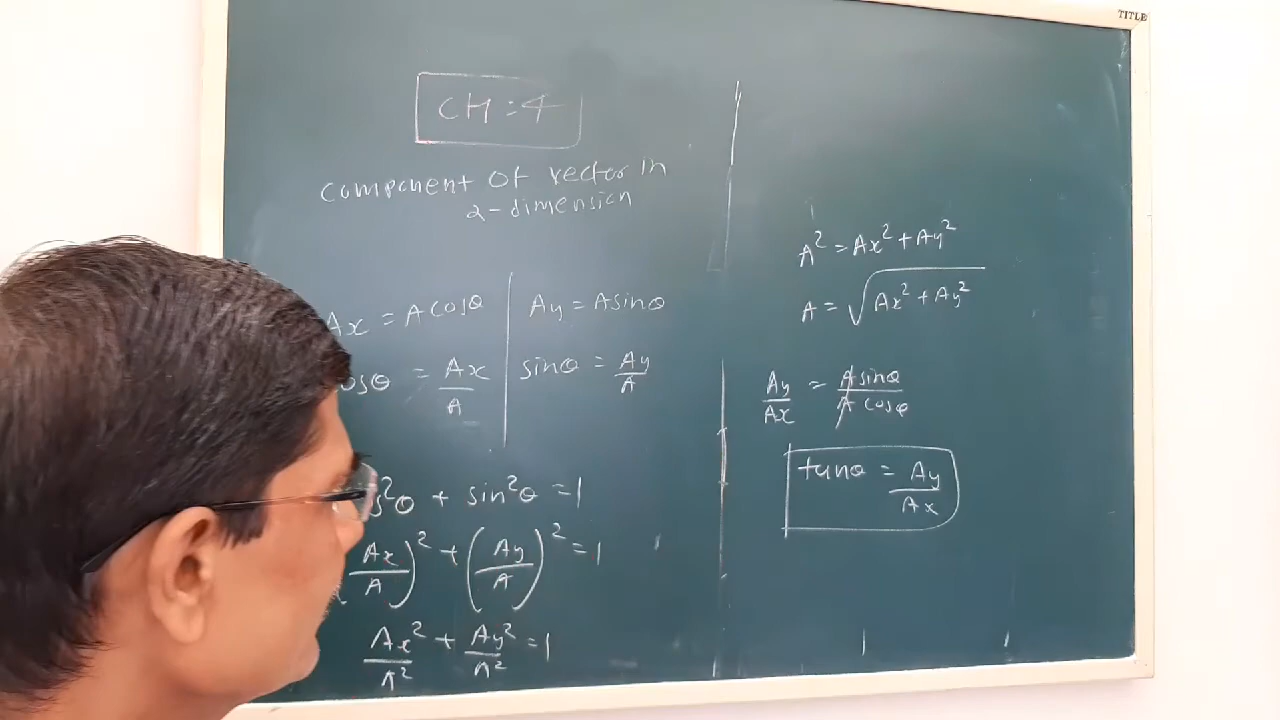 TITLE
CH:4
component of vector in
2-dimension
Ax = A cosθ
Ay = A sinθ
osθ = Ax/A
sinθ = Ay/A
s²θ + sin²θ = 1
(Ax/A)² + (Ay/A)² = 1
Ax²/A² + Ay²/A² = 1
A² = Ax² + Ay²
A = √(Ax² + Ay²)
Ay/Ax = A sinθ / A cosθ
tanθ = Ay/Ax